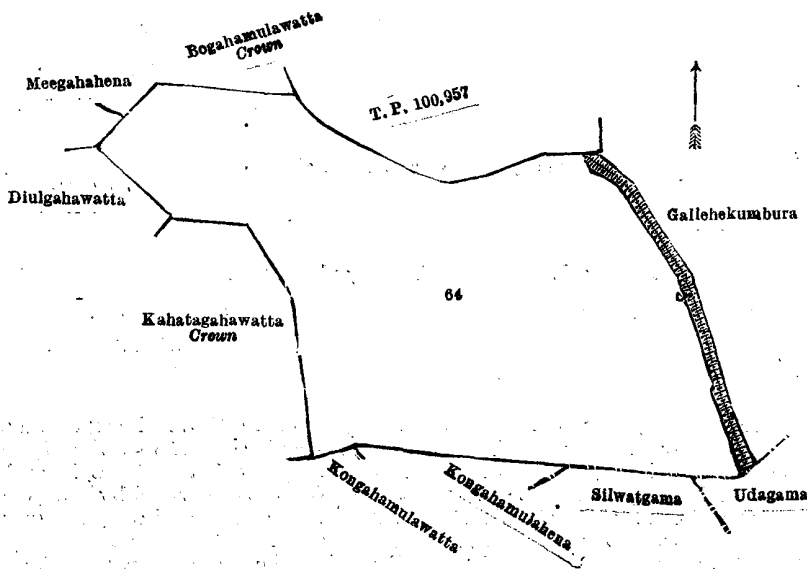 Bogahamulawatta
Crown
Meegahahena
T. P. 100,957
Diulgahawatta
Gallehekumbura
64
Kahatagahawatta
Crown
Kongahamulawatta
Kongahamulahena
Silwatgama
Udagama